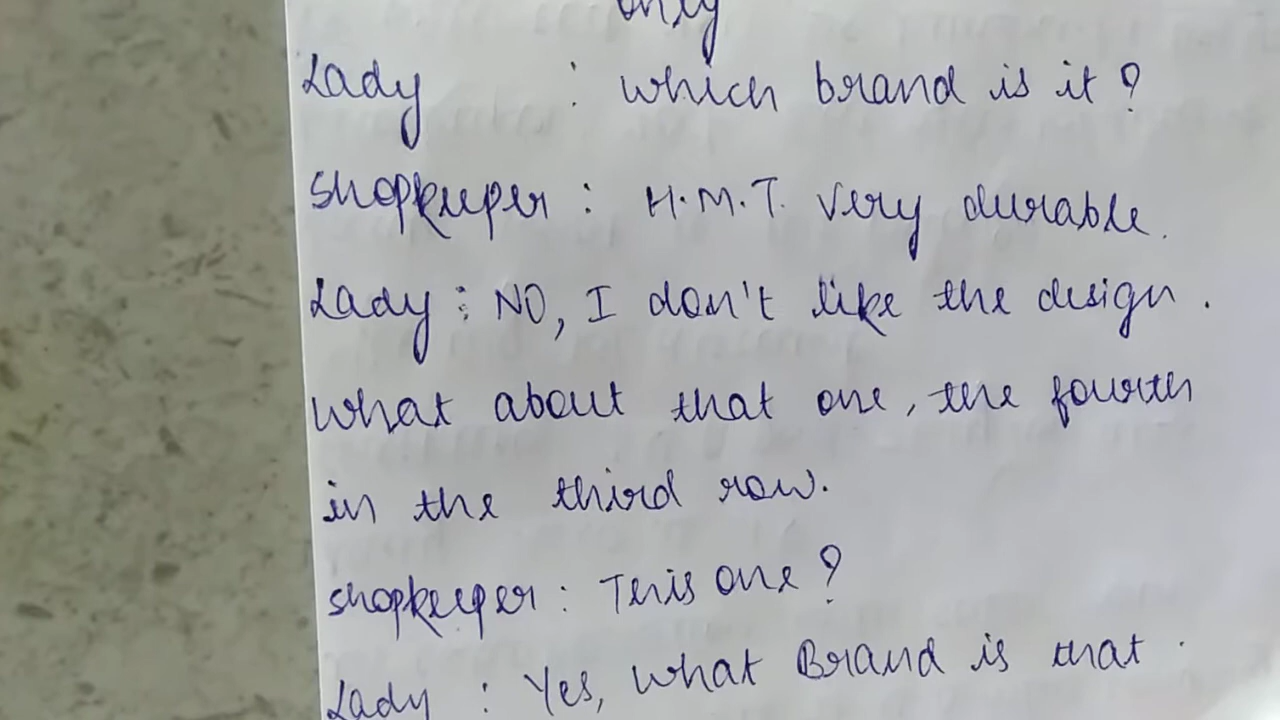 only
Lady : which brand is it ?
Shopkeeper : H.M.T. very durable.
Lady : NO, I don't like the design .
What about that one, the fourth
in the third row.
shopkeeper : This one ?
Lady : Yes, what Brand is that .